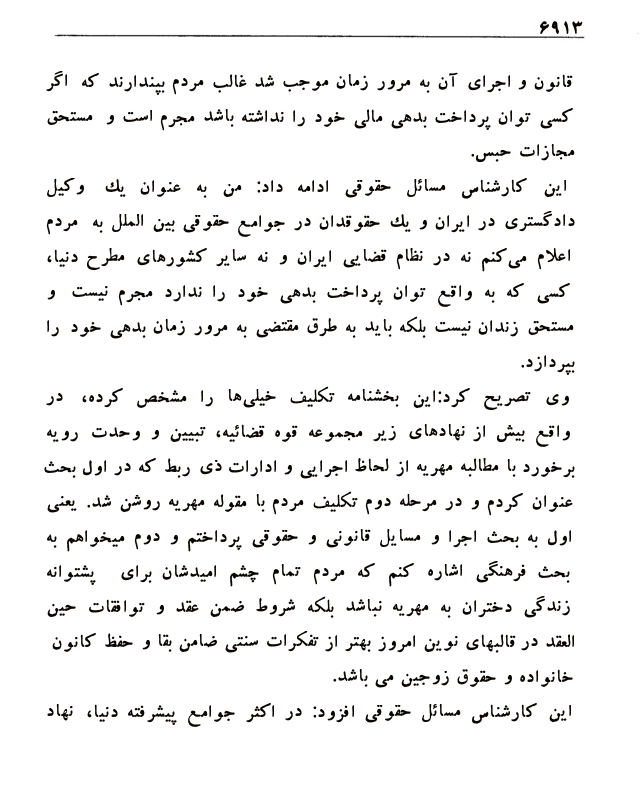 ۶۹۱۳
قانون و اجرای آن به مرور زمان موجب شد غالب مردم بپندارند که اگر
کسی توان پرداخت بدهی مالی خود را نداشته باشد مجرم است و مستحق
مجازات حبس.
این کارشناس مسائل حقوقی ادامه داد: من به عنوان یك وکیل
دادگستری در ایران و یك حقوقدان در جوامع حقوقی بین الملل به مردم
اعلام می‌کنم نه در نظام قضایی ایران و نه سایر کشورهای مطرح دنیا،
کسی که به واقع توان پرداخت بدهی خود را ندارد مجرم نیست و
مستحق زندان نیست بلکه باید به طرق مقتضی به مرور زمان بدهی خود را
بپردازد.
وی تصریح کرد:این بخشنامه تکلیف خیلی‌ها را مشخص کرده، در
واقع بیش از نهادهای زیر مجموعه قوه قضائیه، تبیین و وحدت رویه
برخورد با مطالبه مهریه از لحاظ اجرایی و ادارات ذی ربط که در اول بحث
عنوان کردم و در مرحله دوم تکلیف مردم با مقوله مهریه روشن شد. یعنی
اول به بحث اجرا و مسایل قانونی و حقوقی پرداختم و دوم میخواهم به
بحث فرهنگی اشاره کنم که مردم تمام چشم امیدشان برای پشتوانه
زندگی دختران به مهریه نباشد بلکه شروط ضمن عقد و توافقات حین
العقد در قالبهای نوین امروز بهتر از تفکرات سنتی ضامن بقا و حفظ کانون
خانواده و حقوق زوجین می باشد.
این کارشناس مسائل حقوقی افزود: در اکثر جوامع پیشرفته دنیا، نهاد